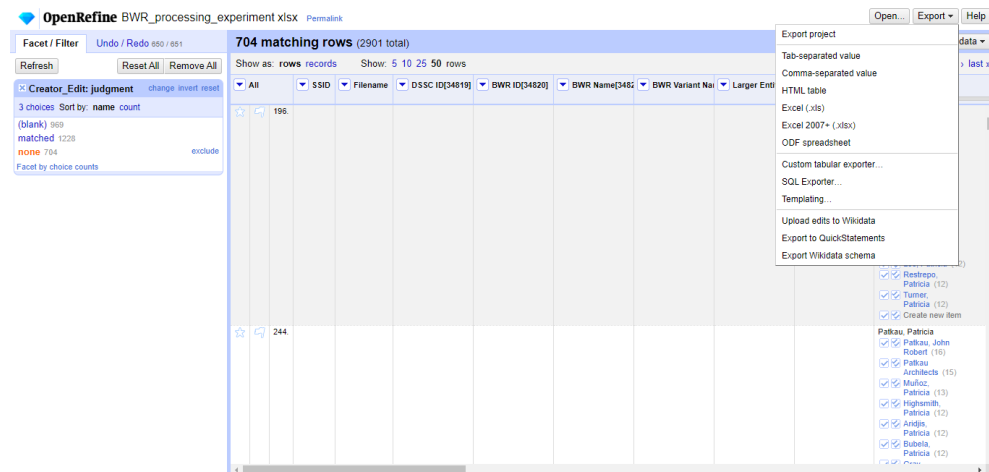 OpenRefine BWR_processing_experiment xlsx Permalink
Open... Export Help
Facet / Filter Undo / Redo 650 / 651
704 matching rows (2901 total)
Refresh Reset All Remove All
Show as: rows records Show: 5 10 25 50 rows
last
Creator_Edit: judgment change invert reset
3 choices Sort by: name count
(blank) 969
matched 1228
none 704 exclude
Facet by choice counts
All SSID Filename DSSC ID[34819] BWR ID[34820] BWR Name[3482 BWR Variant Nar Larger Enti
Export project
Tab-separated value
Comma-separated value
HTML table
Excel (.xls)
Excel 2007+ (.xlsx)
ODF spreadsheet
Custom tabular exporter...
SQL Exporter...
Templating...
Upload edits to Wikidata
Export to QuickStatements
Export Wikidata schema
196.
Restrepo,
Patricia (12)
Turner,
Patricia (12)
Create new item
244.
Patkau, Patricia
Patkau, John
Robert (16)
Patkau
Architects (15)
Muñoz,
Patricia (13)
Highsmith,
Patricia (12)
Aridjis,
Patricia (12)
Bubela,
Patricia (12)